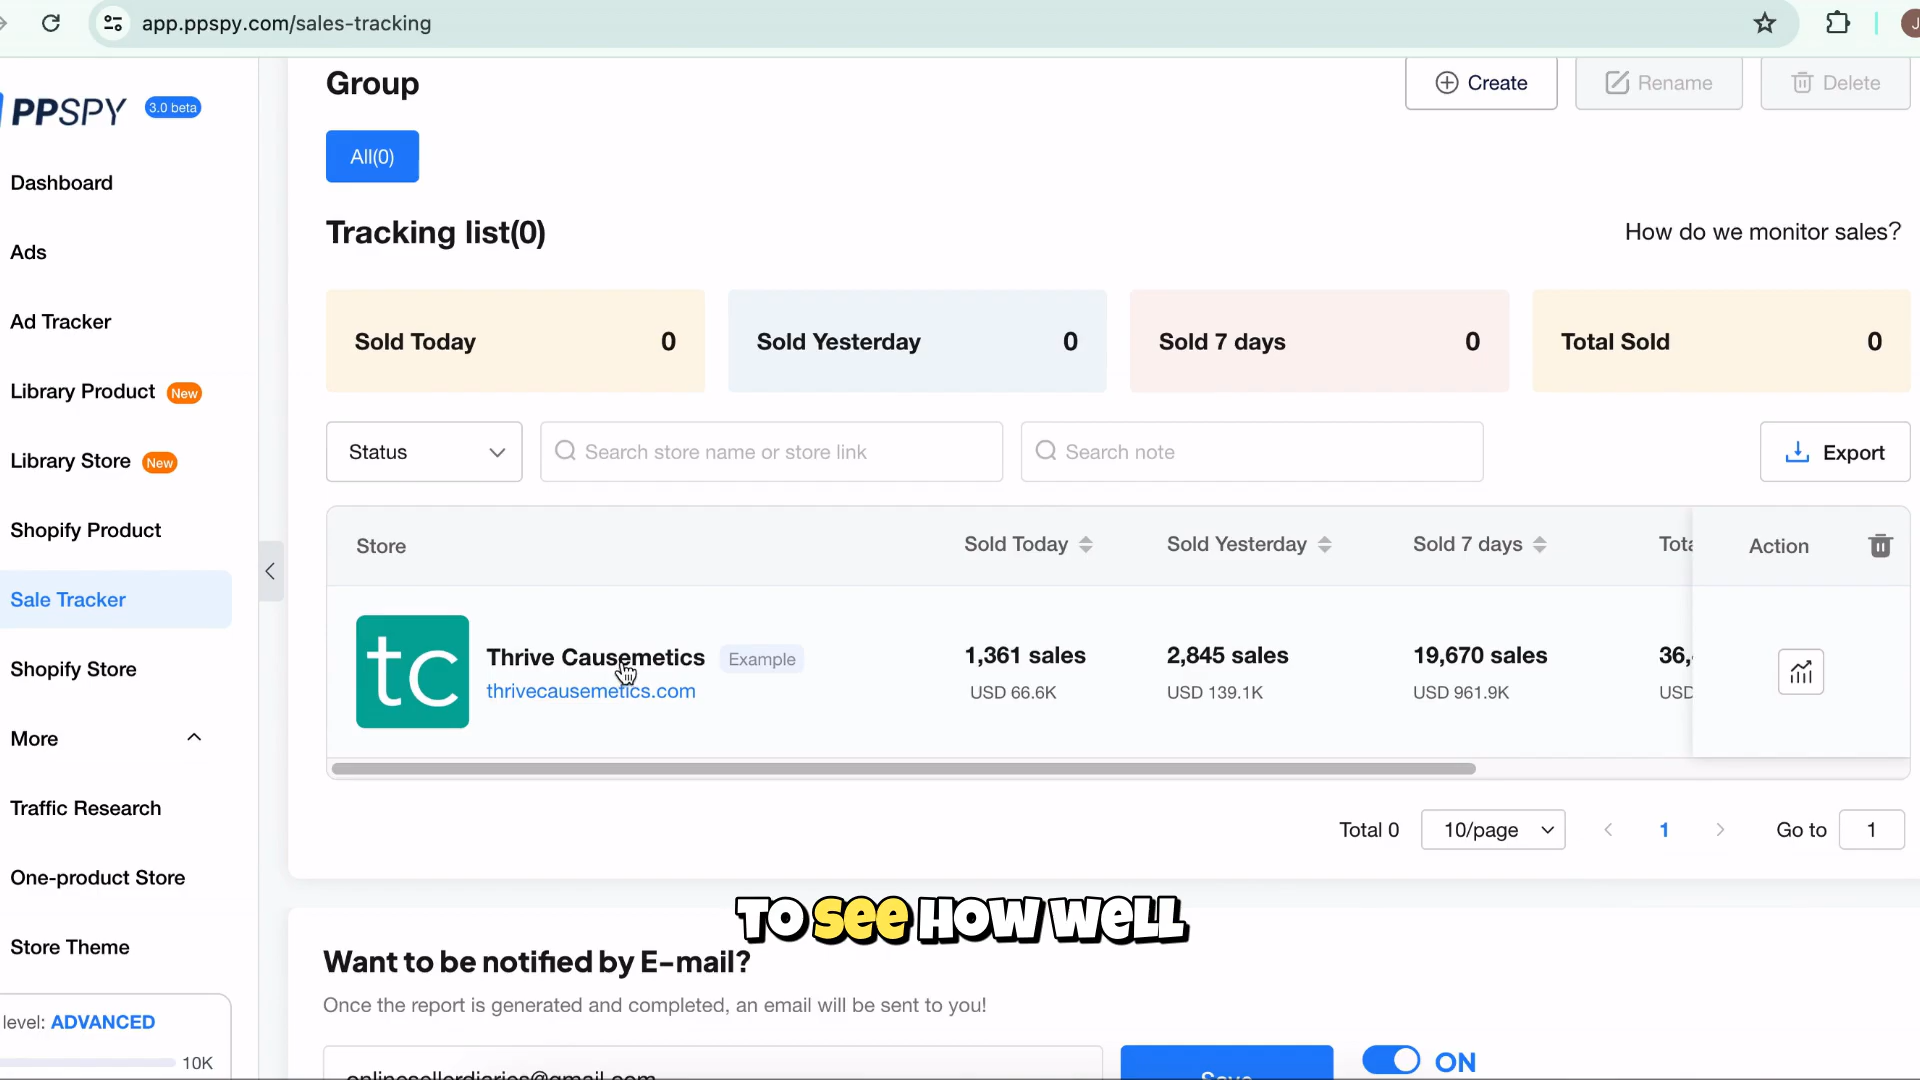 app.ppspy.com/sales-tracking
J
PPSPY 3.0 beta
Dashboard
Ads
Ad Tracker
Library Product New
Library Store New
Shopify Product
Sale Tracker
Shopify Store
More
Traffic Research
One-product Store
Store Theme
level: ADVANCED
10K
Group
Create
Rename
Delete
All(0)
Tracking list(0)
How do we monitor sales?
Sold Today 0
Sold Yesterday 0
Sold 7 days 0
Total Sold 0
Status
Search store name or store link
Search note
Export
Store
Sold Today
Sold Yesterday
Sold 7 days
Action
tc
Thrive Causemetics Example
thrivecausemetics.com
1,361 sales
USD 66.6K
2,845 sales
USD 139.1K
19,670 sales
USD 961.9K
36,
USD
Total 0
10/page
1
Go to
1
TO SEE HOW WELL
Want to be notified by E-mail?
Once the report is generated and completed, an email will be sent to you!
onlinesellerdiaries@gmail.com
Save
ON